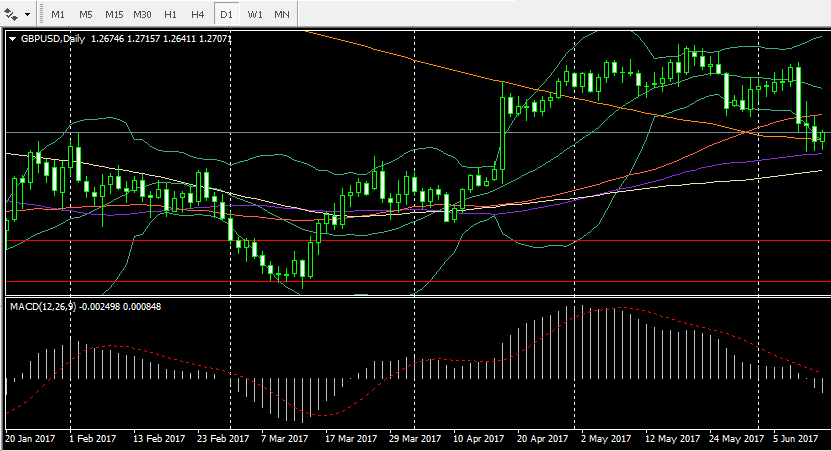 M1 M5 M15 M30 H1 H4 D1 W1 MN
GBPUSD,Daily 1.26746 1.27157 1.26411 1.27071
MACD(12,26,9) -0.002498 0.000848
20 Jan 2017 1 Feb 2017 13 Feb 2017 23 Feb 2017 7 Mar 2017 17 Mar 2017 29 Mar 2017 10 Apr 2017 20 Apr 2017 2 May 2017 12 May 2017 24 May 2017 5 Jun 2017